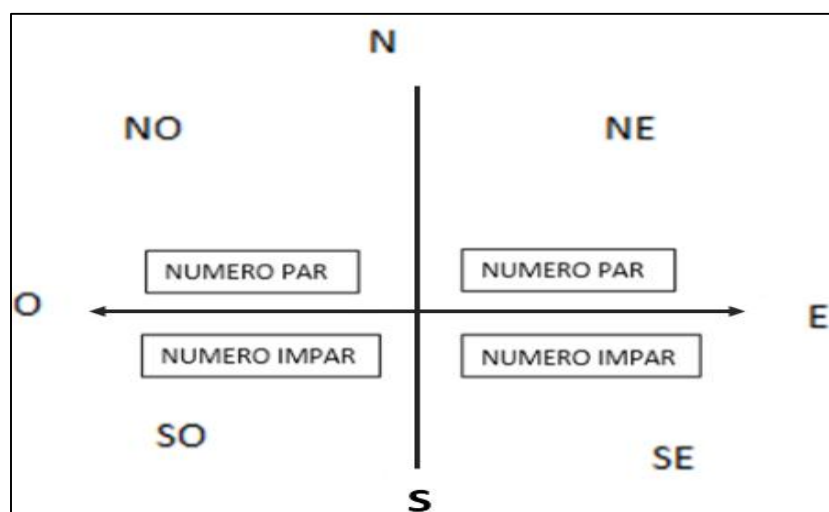 N
NO NE
NUMERO PAR NUMERO PAR
O E
NUMERO IMPAR NUMERO IMPAR
SO SE
S